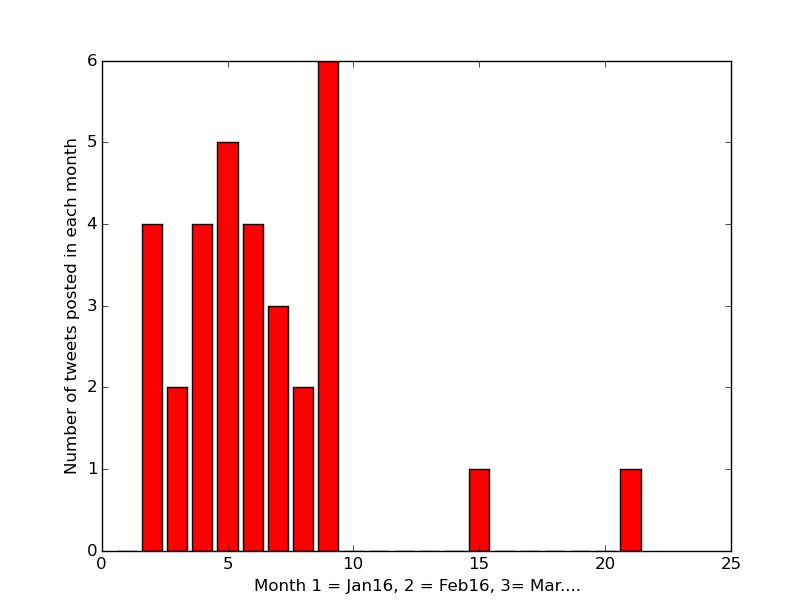 6
5
4
3
2
1
0
0 5 10 15 20 25
Number of tweets posted in each month
Month 1 = Jan16, 2 = Feb16, 3= Mar....